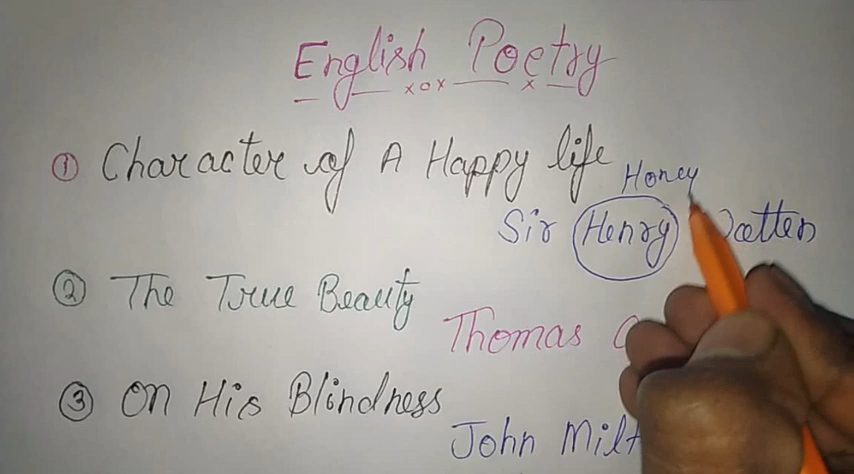 English Poetry
x o x x
① Character of A Happy life
Honey
Sir Henry
② The True Beauty
Thomas
③ On His Blindness
John Milt